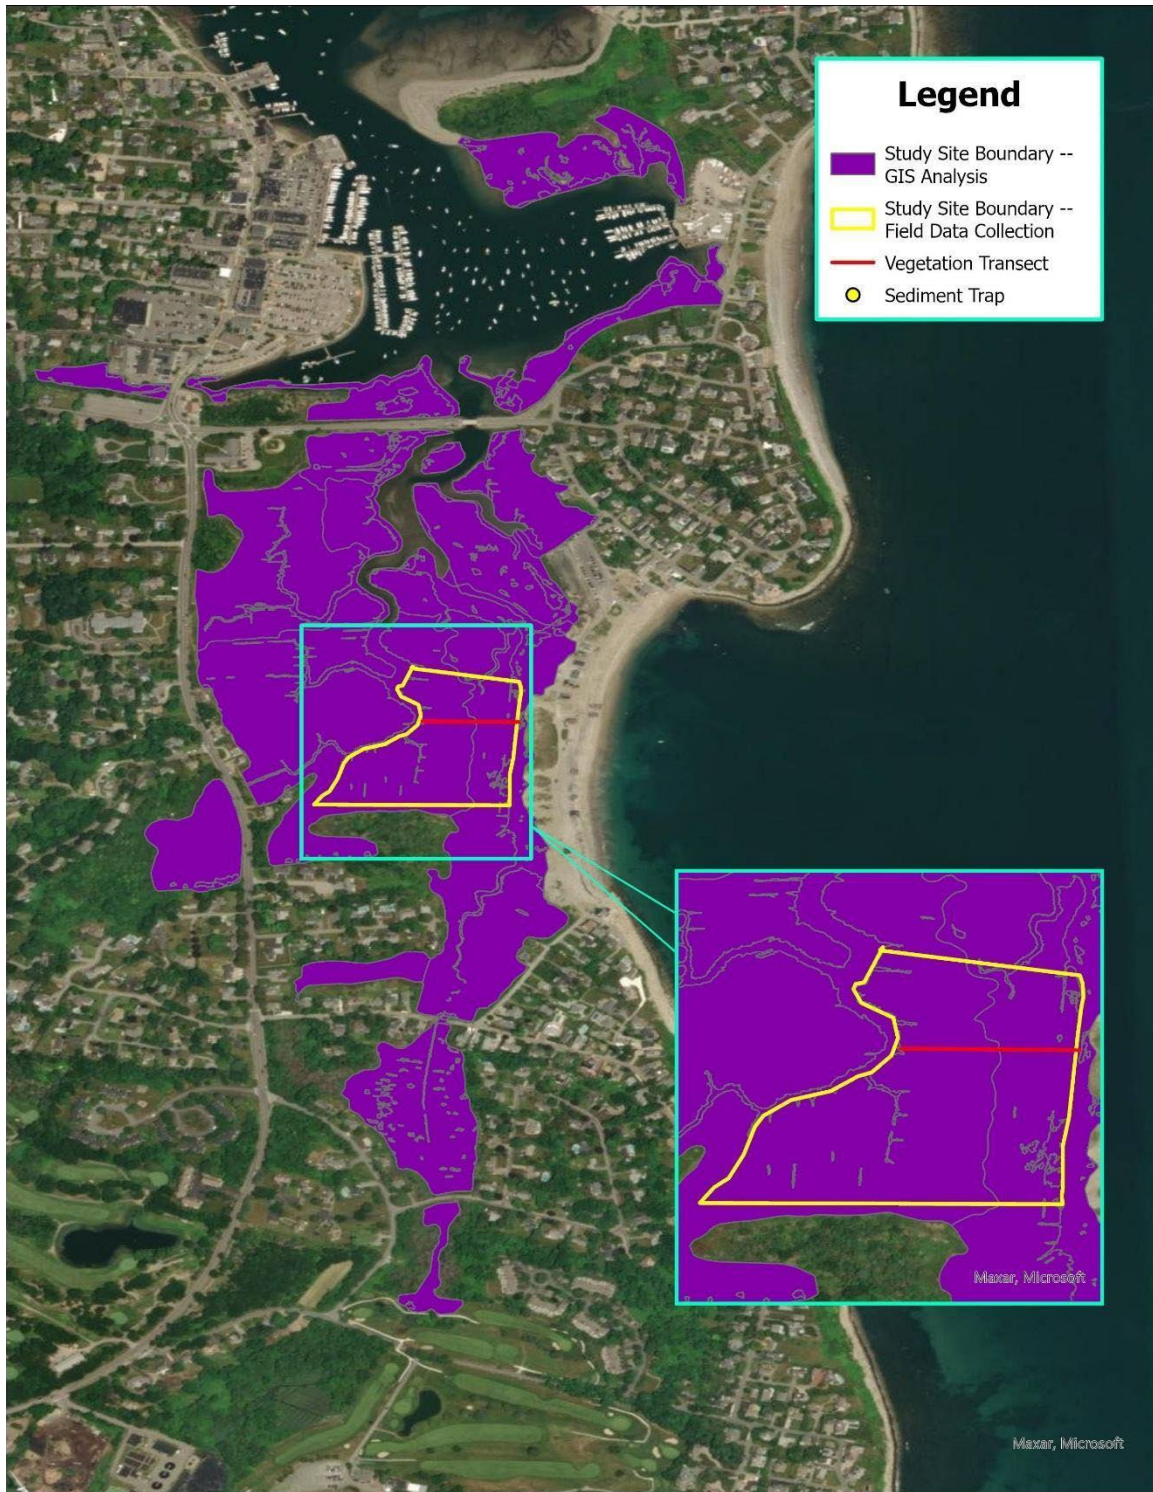 Legend
Study Site Boundary --
GIS Analysis
Study Site Boundary --
Field Data Collection
Vegetation Transect
Sediment Trap
Maxar, Microsoft
Maxar, Microsoft